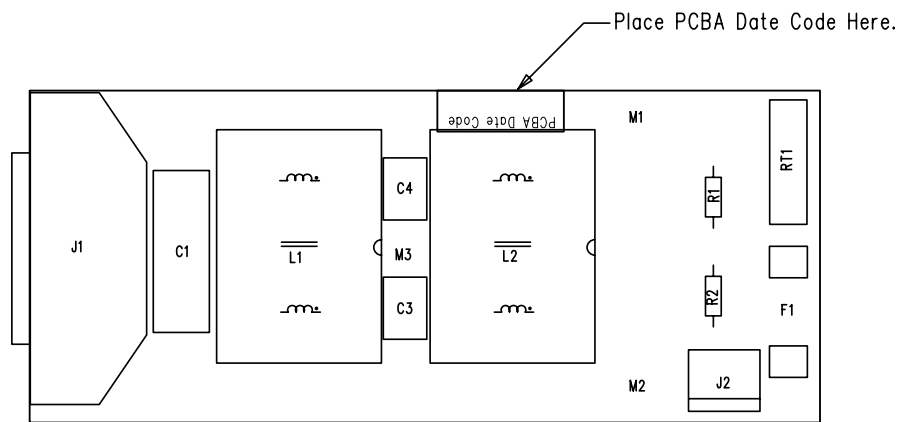 Place PCBA Date Code Here.
PCBA Date Code
M1
RT1
C4
R1
J1
C1
L1
M3
L2
C3
R2
F1
M2
J2